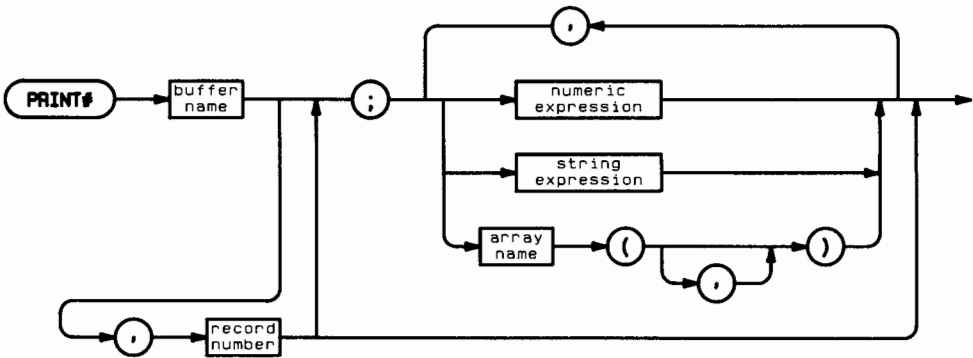 ,
PRINT#
buffer
name
;
numeric
expression
string
expression
array
name
(
,
)
,
record
number